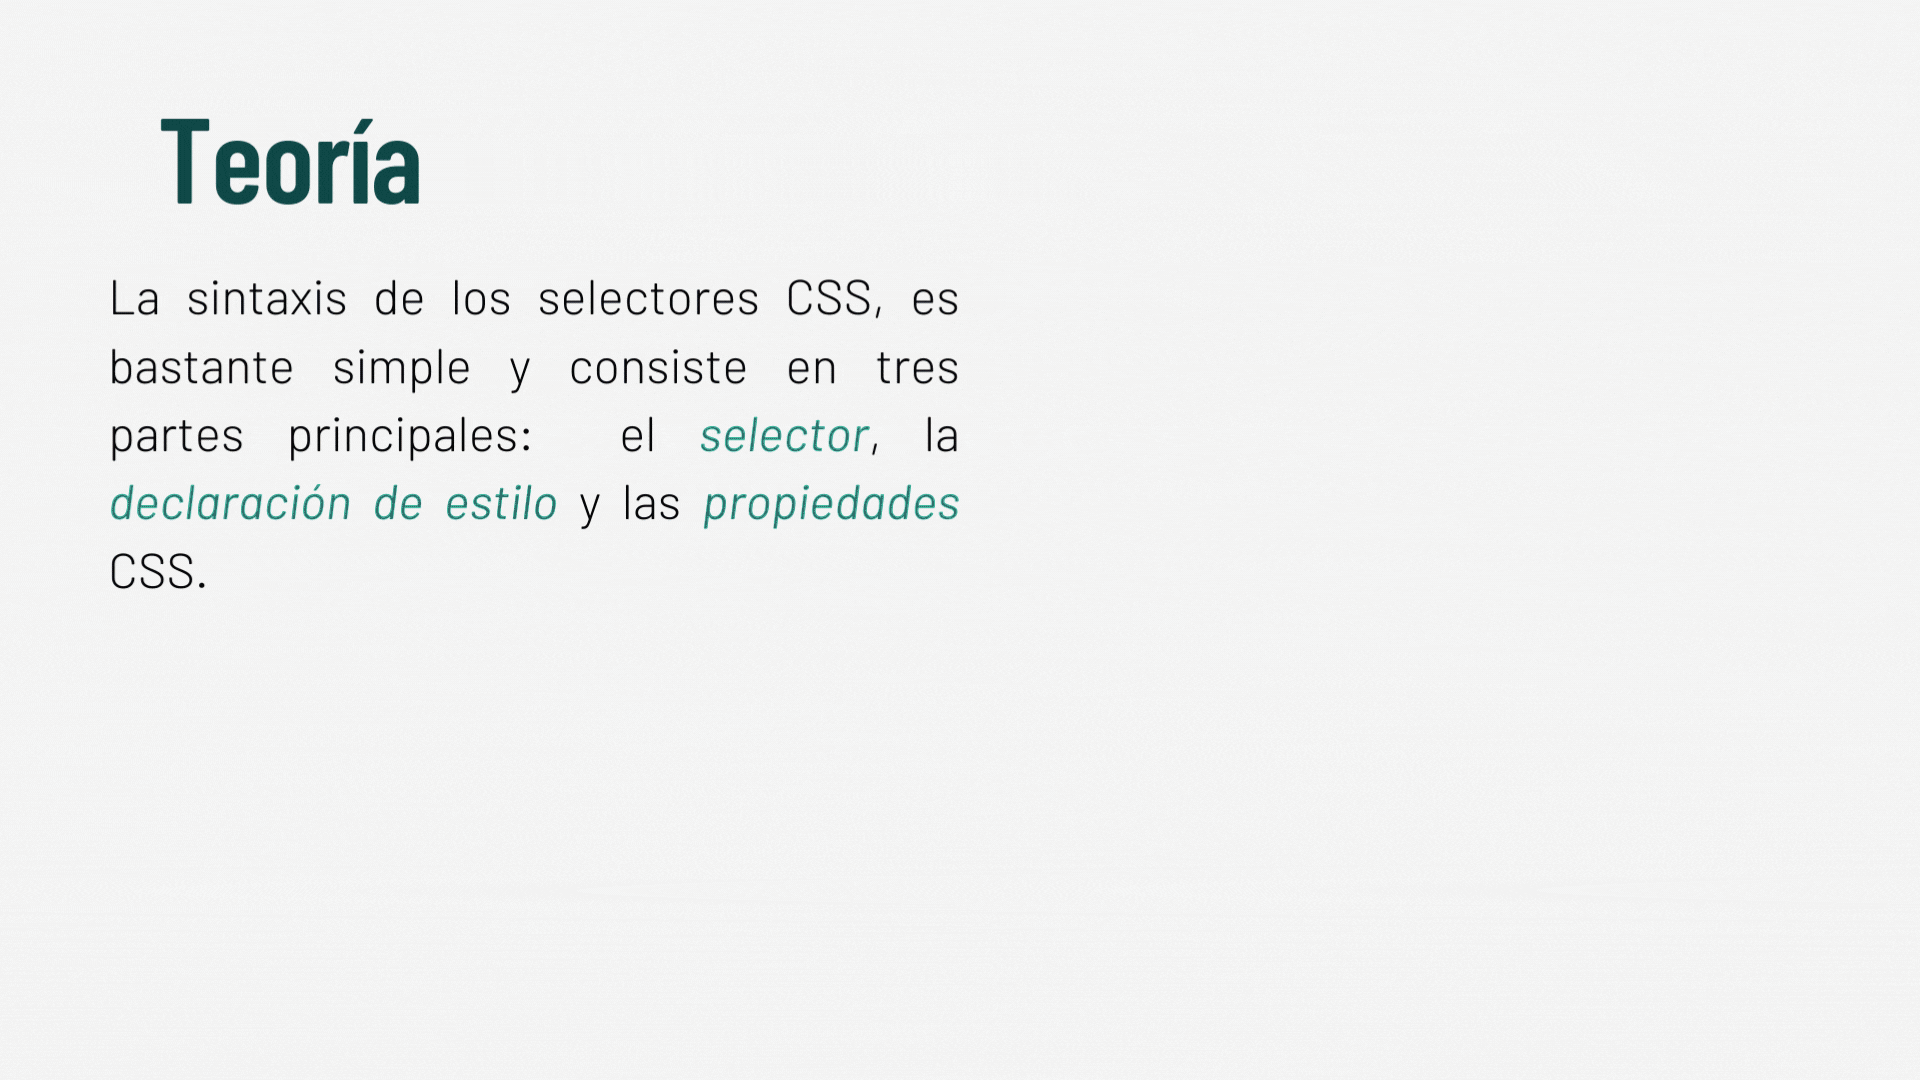 Teoría
La sintaxis de los selectores CSS, es
bastante simple y consiste en tres
partes principales: el selector, la
declaración de estilo y las propiedades
CSS.